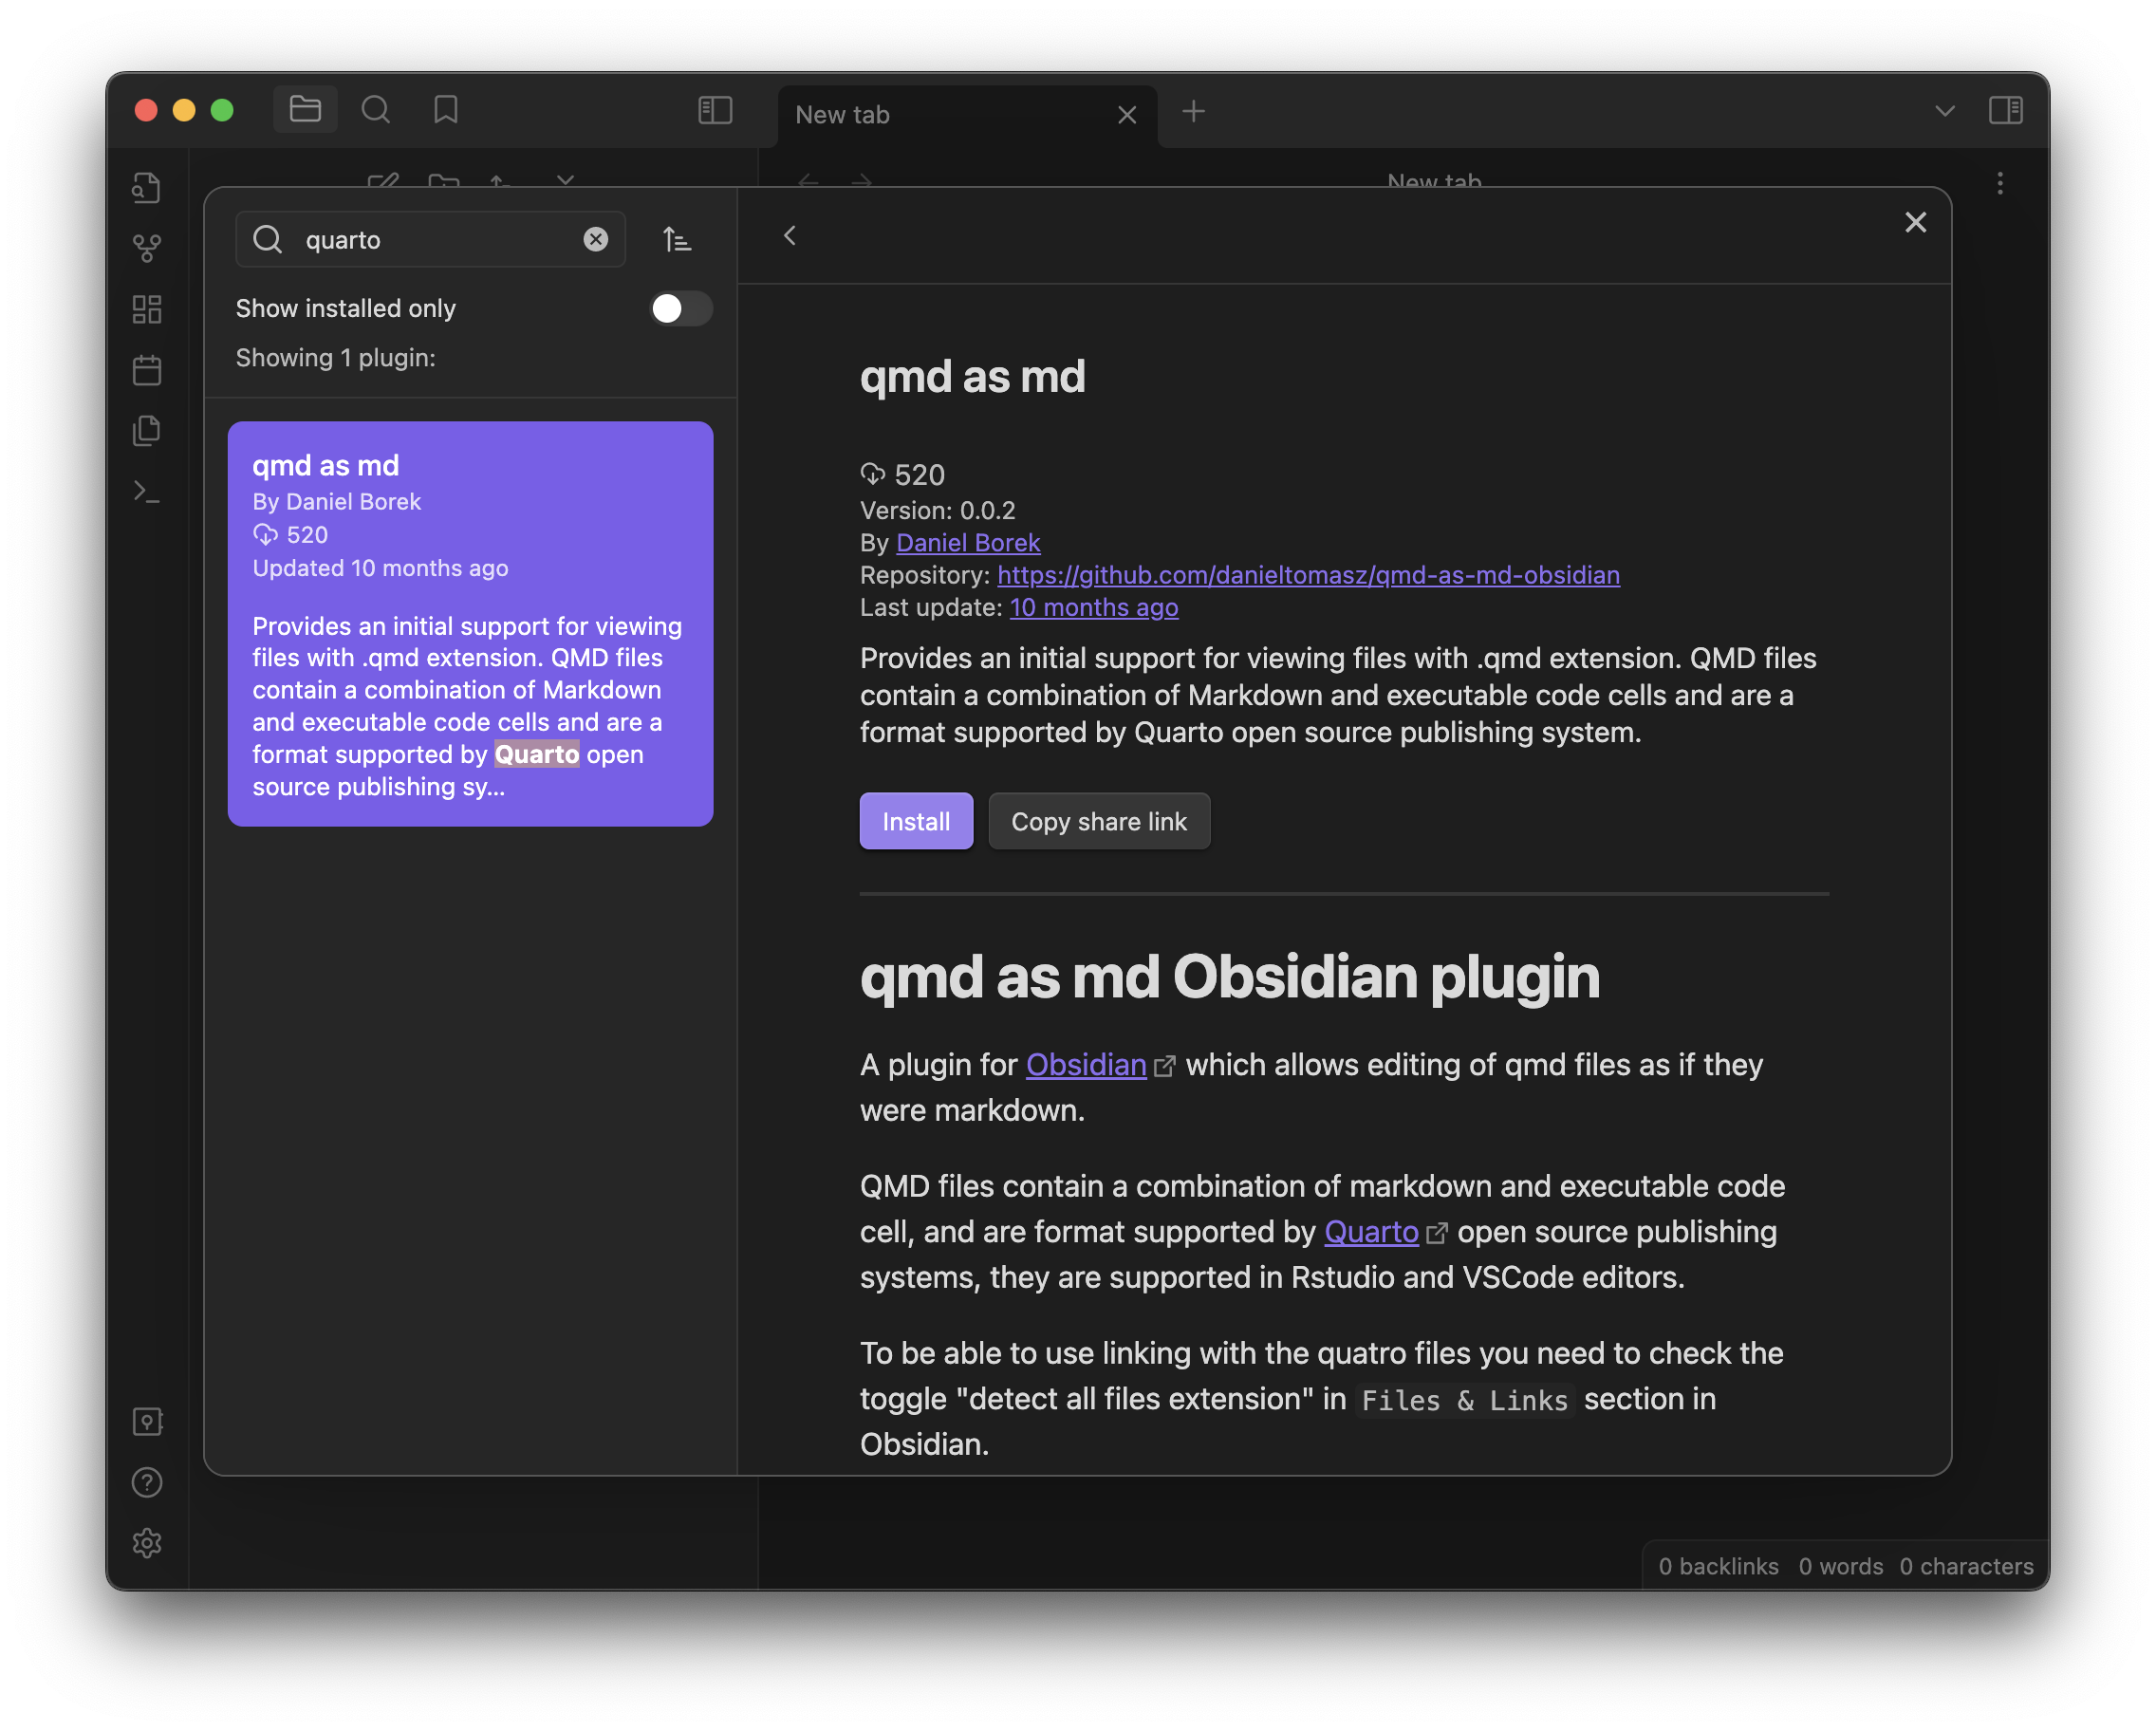 New tab
New tab
quarto
Show installed only
Showing 1 plugin:
qmd as md
By Daniel Borek
520
Updated 10 months ago
Provides an initial support for viewing
files with .qmd extension. QMD files
contain a combination of Markdown
and executable code cells and are a
format supported by Quarto open
source publishing sy...
qmd as md
520
Version: 0.0.2
By Daniel Borek
Repository: https://github.com/danieltomasz/qmd-as-md-obsidian
Last update: 10 months ago
Provides an initial support for viewing files with .qmd extension. QMD files
contain a combination of Markdown and executable code cells and are a
format supported by Quarto open source publishing system.
Install Copy share link
qmd as md Obsidian plugin
A plugin for Obsidian which allows editing of qmd files as if they
were markdown.
QMD files contain a combination of markdown and executable code
cell, and are format supported by Quarto open source publishing
systems, they are supported in Rstudio and VSCode editors.
To be able to use linking with the quatro files you need to check the
toggle "detect all files extension" in Files & Links section in
Obsidian.
0 backlinks 0 words 0 characters